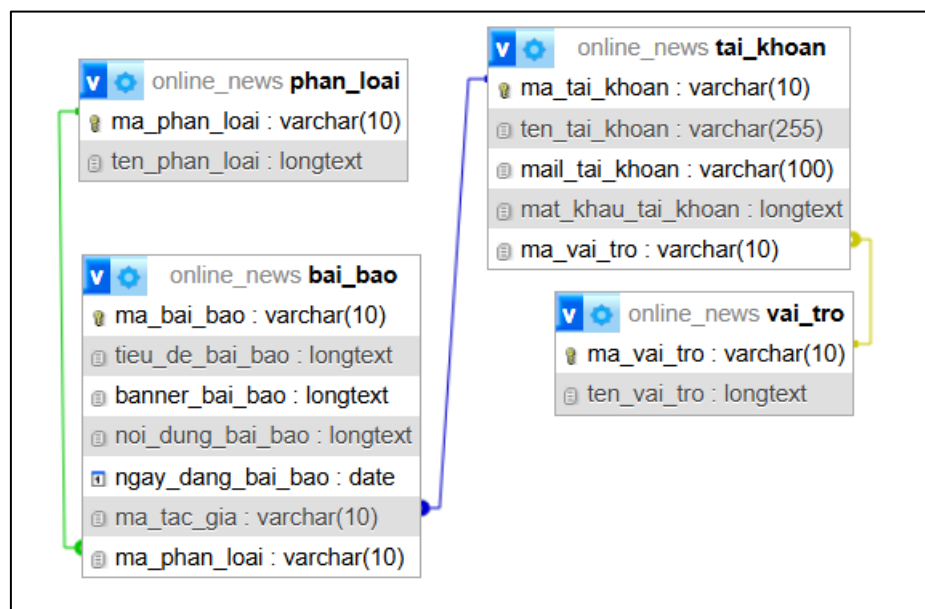 online_news phan_loai
ma_phan_loai : varchar(10)
ten_phan_loai : longtext
online_news tai_khoan
ma_tai_khoan : varchar(10)
ten_tai_khoan : varchar(255)
mail_tai_khoan : varchar(100)
mat_khau_tai_khoan : longtext
ma_vai_tro : varchar(10)
online_news bai_bao
ma_bai_bao : varchar(10)
tieu_de_bai_bao : longtext
banner_bai_bao : longtext
noi_dung_bai_bao : longtext
ngay_dang_bai_bao : date
ma_tac_gia : varchar(10)
ma_phan_loai : varchar(10)
online_news vai_tro
ma_vai_tro : varchar(10)
ten_vai_tro : longtext